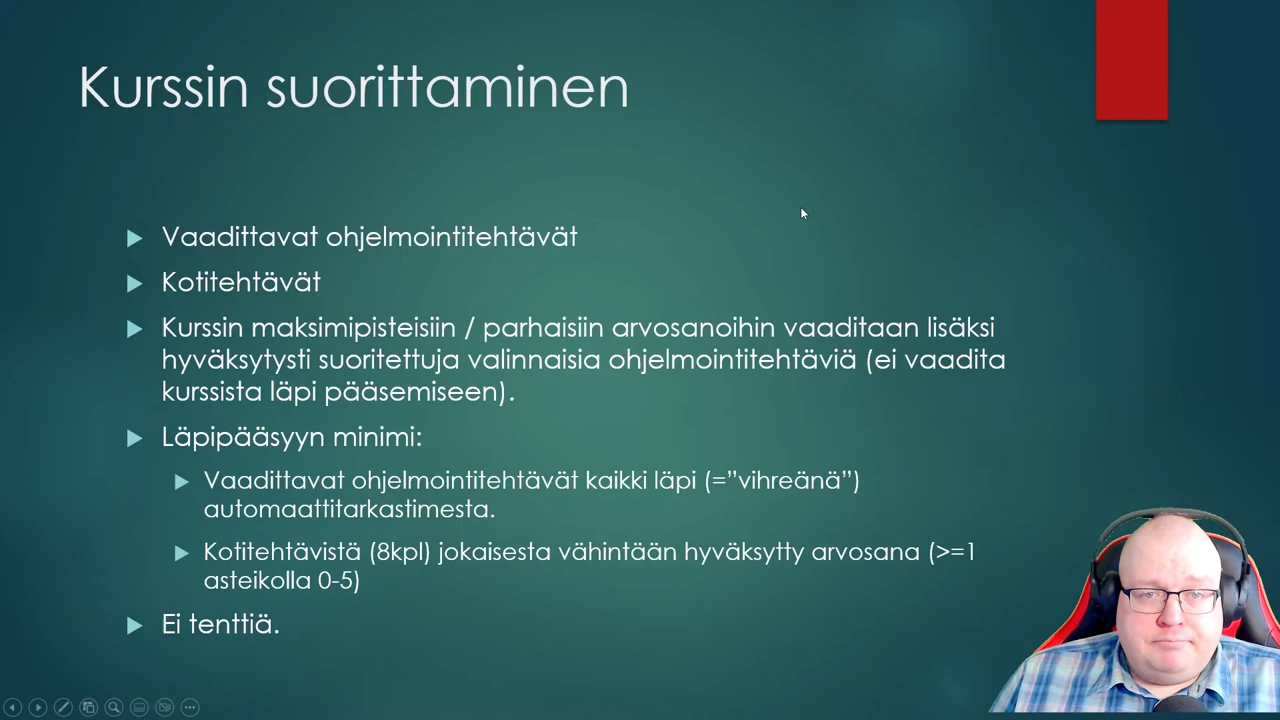 Kurssin suorittaminen
Vaadittavat ohjelmointitehtävät
Kotitehtävät
Kurssin maksimipisteisiin / parhaisiin arvosanoihin vaaditaan lisäksi
hyväksytysti suoritettuja valinnaisia ohjelmointitehtäviä (ei vaadita
kurssista läpi pääsemiseen).
Läpipääsyyn minimi:
Vaadittavat ohjelmointitehtävät kaikki läpi (=”vihreänä”)
automaattitarkastimesta.
Kotitehtävistä (8kpl) jokaisesta vähintään hyväksytty arvosana (>=1
asteikolla 0-5)
Ei tenttiä.